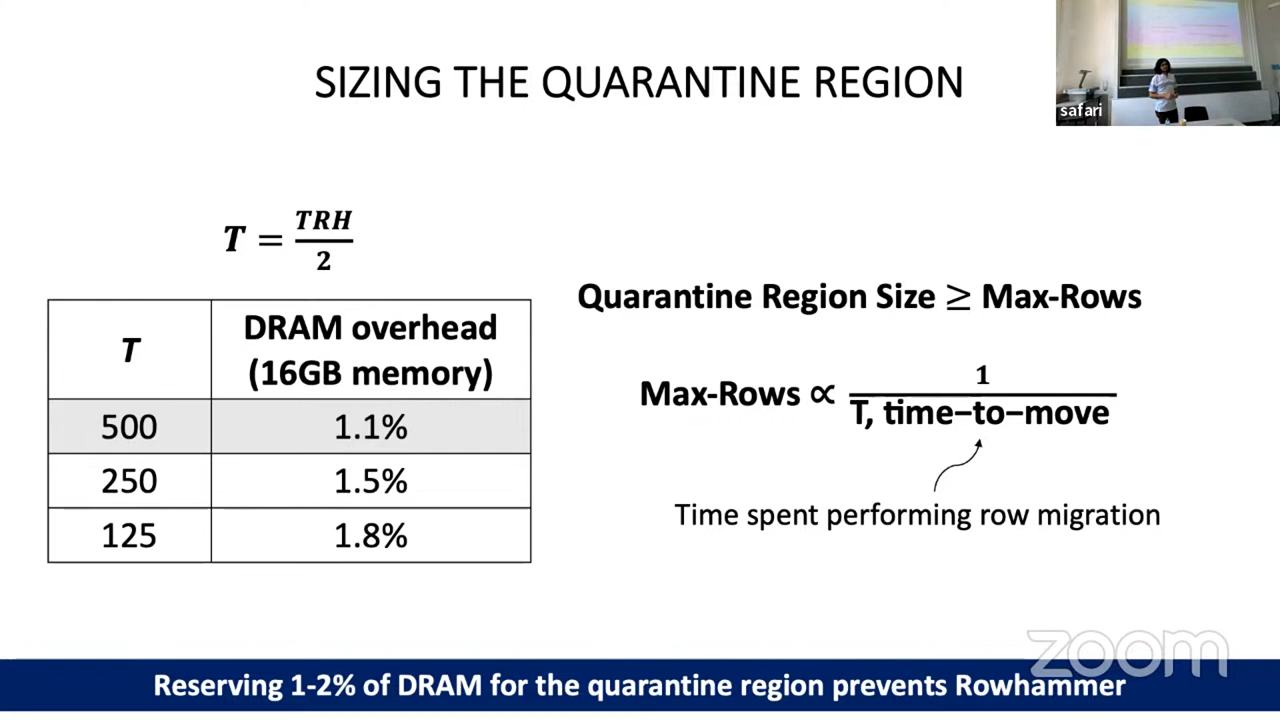 SIZING THE QUARANTINE REGION
safari
T = TRH / 2
T
DRAM overhead
(16GB memory)
500 1.1%
250 1.5%
125 1.8%
Quarantine Region Size ≥ Max-Rows
Max-Rows ∝ 1 / T, time−to−move
Time spent performing row migration
zoom
Reserving 1-2% of DRAM for the quarantine region prevents Rowhammer